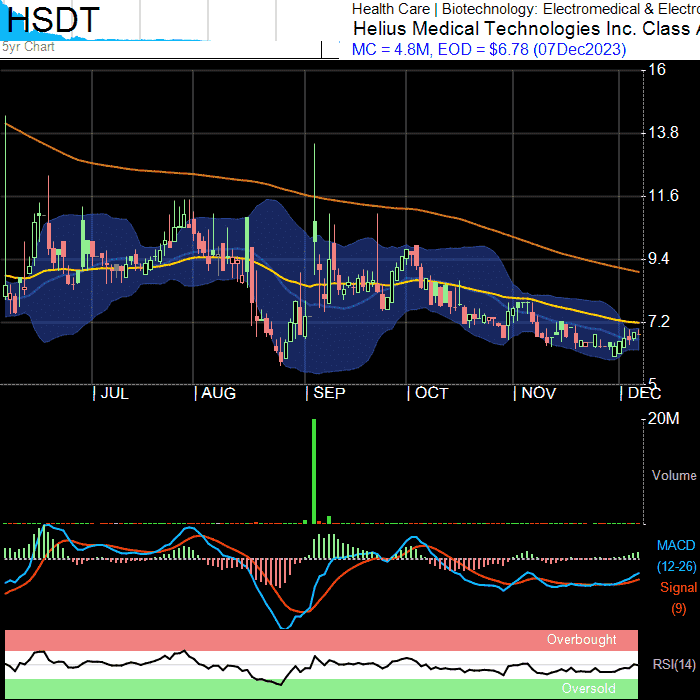 HSDT
5yr Chart
Health Care | Biotechnology: Electromedical & Electro
Helius Medical Technologies Inc. Class A
MC = 4.8M, EOD = $6.78 (07Dec2023)
16
13.8
11.6
9.4
7.2
5
JUL AUG SEP OCT NOV DEC
20M
Volume
MACD
(12-26)
Signal
(9)
Overbought
RSI(14)
Oversold